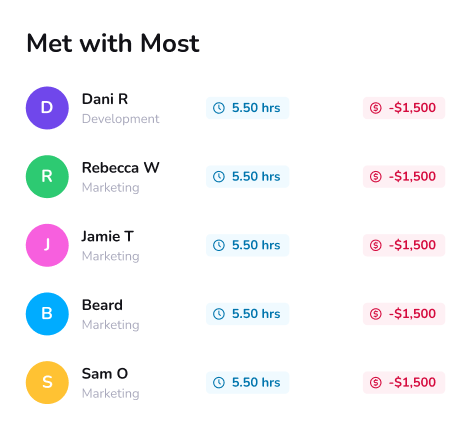 Met with Most
D Dani R 5.50 hrs -$1,500
Development
R Rebecca W 5.50 hrs -$1,500
Marketing
J Jamie T 5.50 hrs -$1,500
Marketing
B Beard 5.50 hrs -$1,500
Marketing
S Sam O 5.50 hrs -$1,500
Marketing